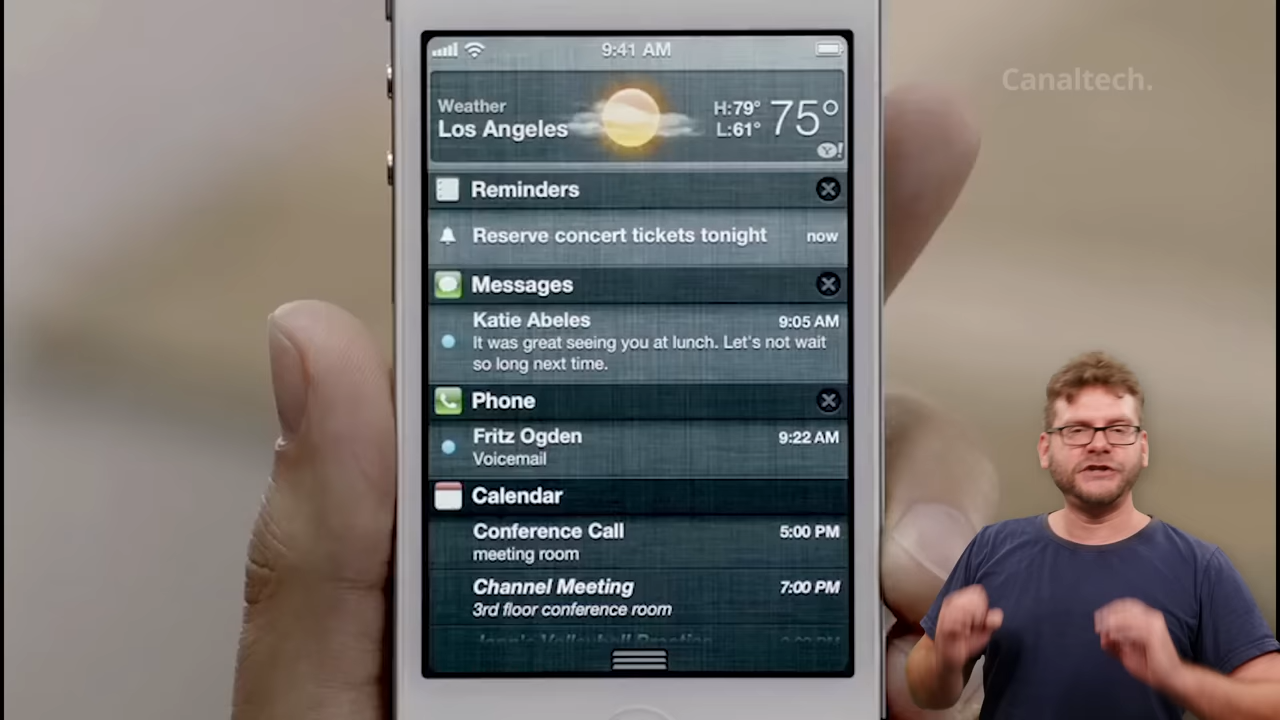 9:41 AM
Canaltech.
Weather
Los Angeles
H:79°
L:61°
75°
Y!
Reminders
Reserve concert tickets tonight now
Messages
Katie Abeles 9:05 AM
It was great seeing you at lunch. Let's not wait
so long next time.
Phone
Fritz Ogden 9:22 AM
Voicemail
Calendar
Conference Call 5:00 PM
meeting room
Channel Meeting 7:00 PM
3rd floor conference room